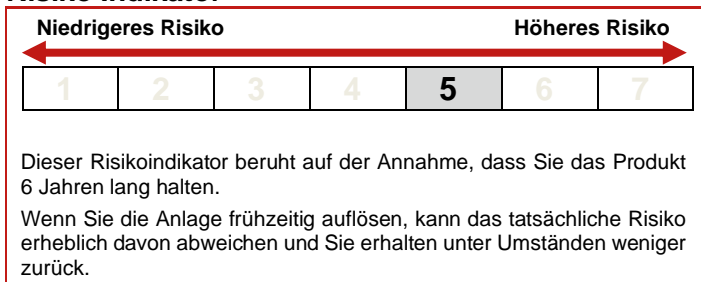 Niedrigeres Risiko Höheres Risiko
1 2 3 4 5 6 7
Dieser Risikoindikator beruht auf der Annahme, dass Sie das Produkt
6 Jahren lang halten.
Wenn Sie die Anlage frühzeitig auflösen, kann das tatsächliche Risiko
erheblich davon abweichen und Sie erhalten unter Umständen weniger
zurück.